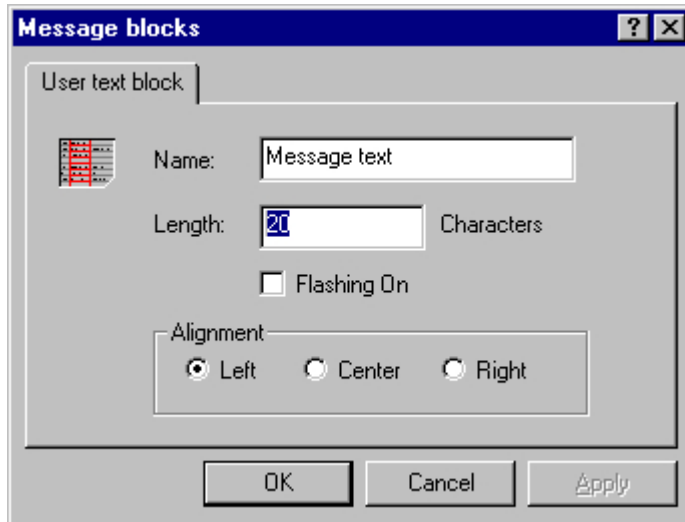 Message blocks
User text block
Name: Message text
Length: 20 Characters
Flashing On
Alignment
Left Center Right
OK Cancel Apply